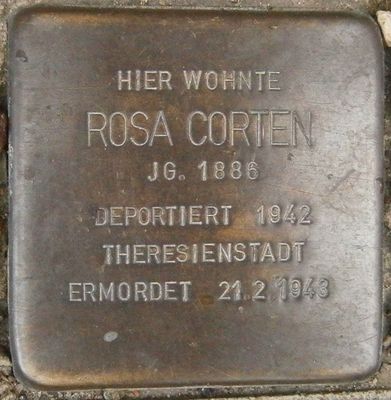 HIER WOHNTE
ROSA CORTEN
JG. 1886
DEPORTIERT 1942
THERESIENSTADT
ERMORDET 21.2.1943